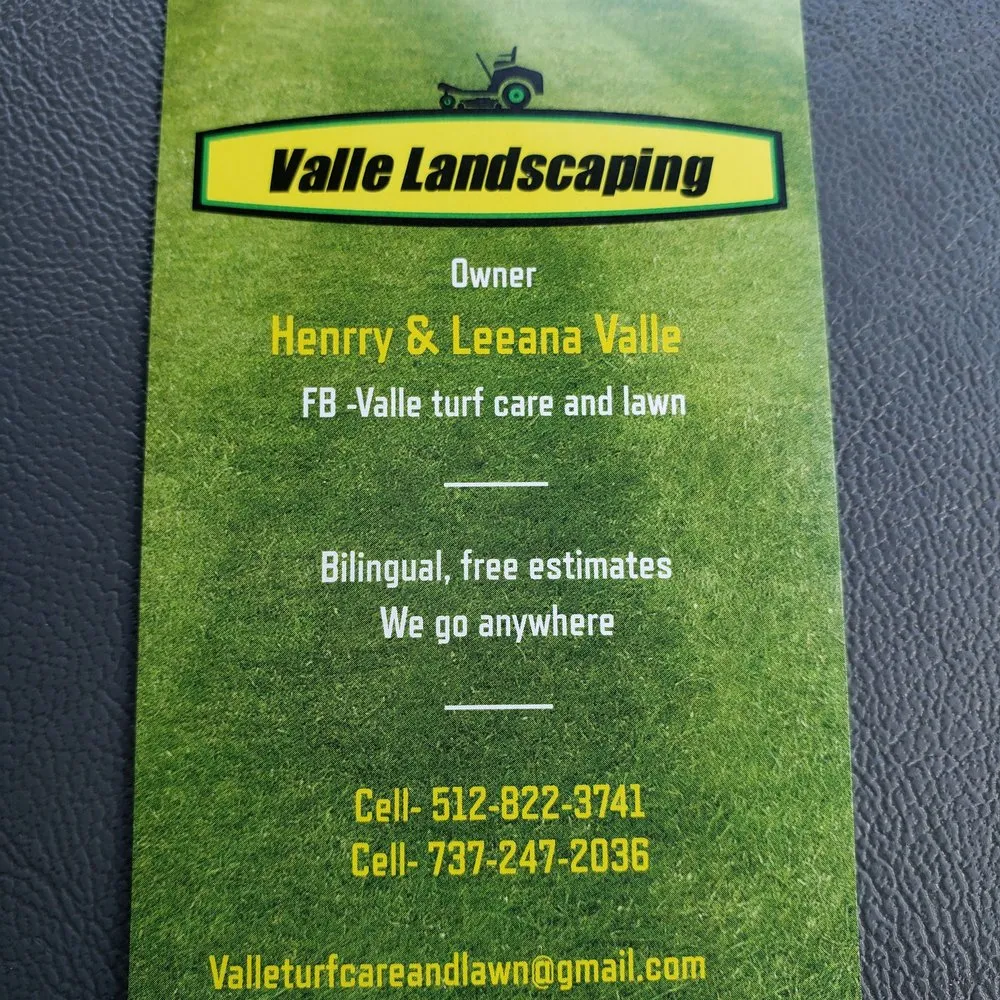 Valle Landscaping
Owner
Henrry & Leeana Valle
FB -Valle turf care and lawn
Bilingual, free estimates
We go anywhere
Cell- 512-822-3741
Cell- 737-247-2036
Valleturfcareandlawn@gmail.com